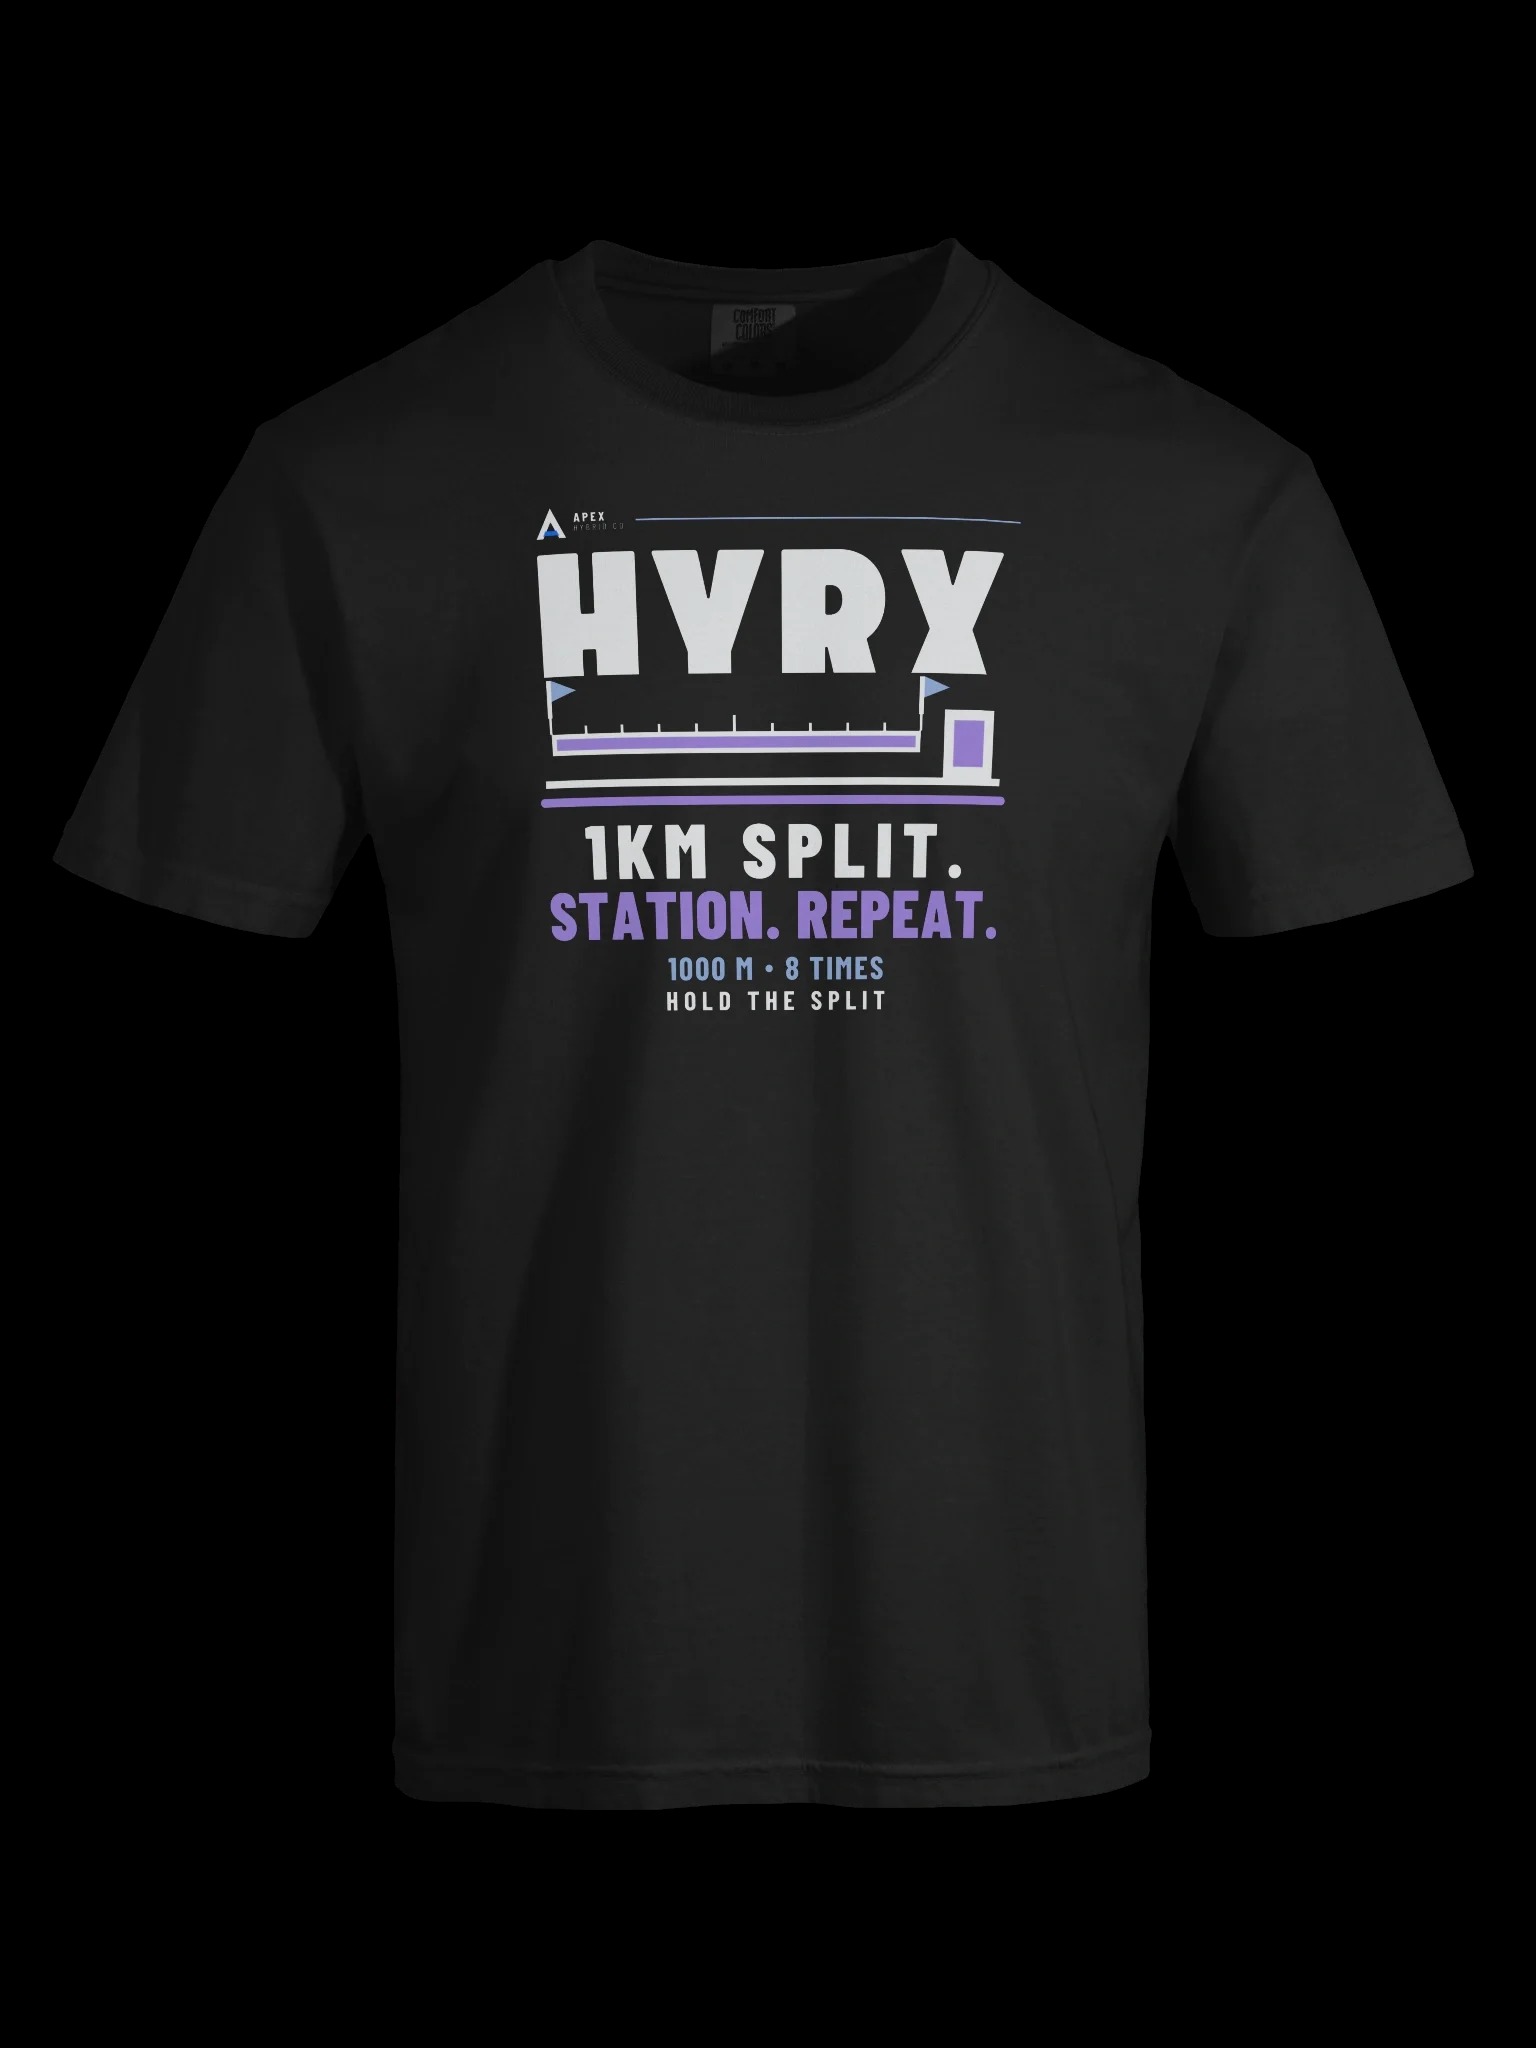 COMFORT
COLORS
APEX
HYBRID CO
HYRX
1KM SPLIT.
STATION. REPEAT.
1000 M • 8 TIMES
HOLD THE SPLIT